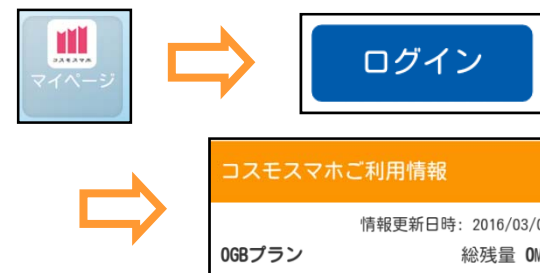 コスモスマホ
マイページ
ログイン
コスモスマホご利用情報
情報更新日時: 2016/03/0
0GBプラン
総残量 0M